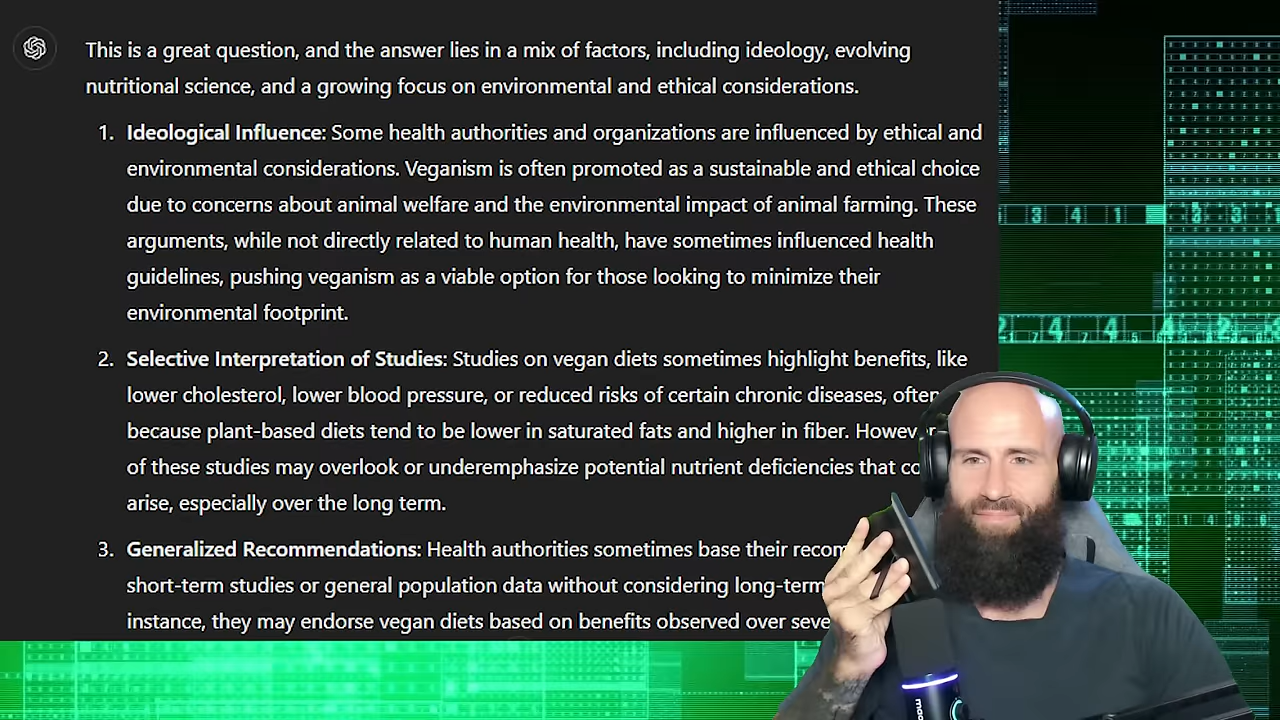 This is a great question, and the answer lies in a mix of factors, including ideology, evolving
nutritional science, and a growing focus on environmental and ethical considerations.
1. Ideological Influence: Some health authorities and organizations are influenced by ethical and
environmental considerations. Veganism is often promoted as a sustainable and ethical choice
due to concerns about animal welfare and the environmental impact of animal farming. These
arguments, while not directly related to human health, have sometimes influenced health
guidelines, pushing veganism as a viable option for those looking to minimize their
environmental footprint.
2. Selective Interpretation of Studies: Studies on vegan diets sometimes highlight benefits, like
lower cholesterol, lower blood pressure, or reduced risks of certain chronic diseases, often
because plant-based diets tend to be lower in saturated fats and higher in fiber.
of these studies may overlook or underemphasize potential nutrient deficiencies that
arise, especially over the long term.
3. Generalized Recommendations: Health authorities sometimes base their
short-term studies or general population data without considering long-term
instance, they may endorse vegan diets based on benefits observed over